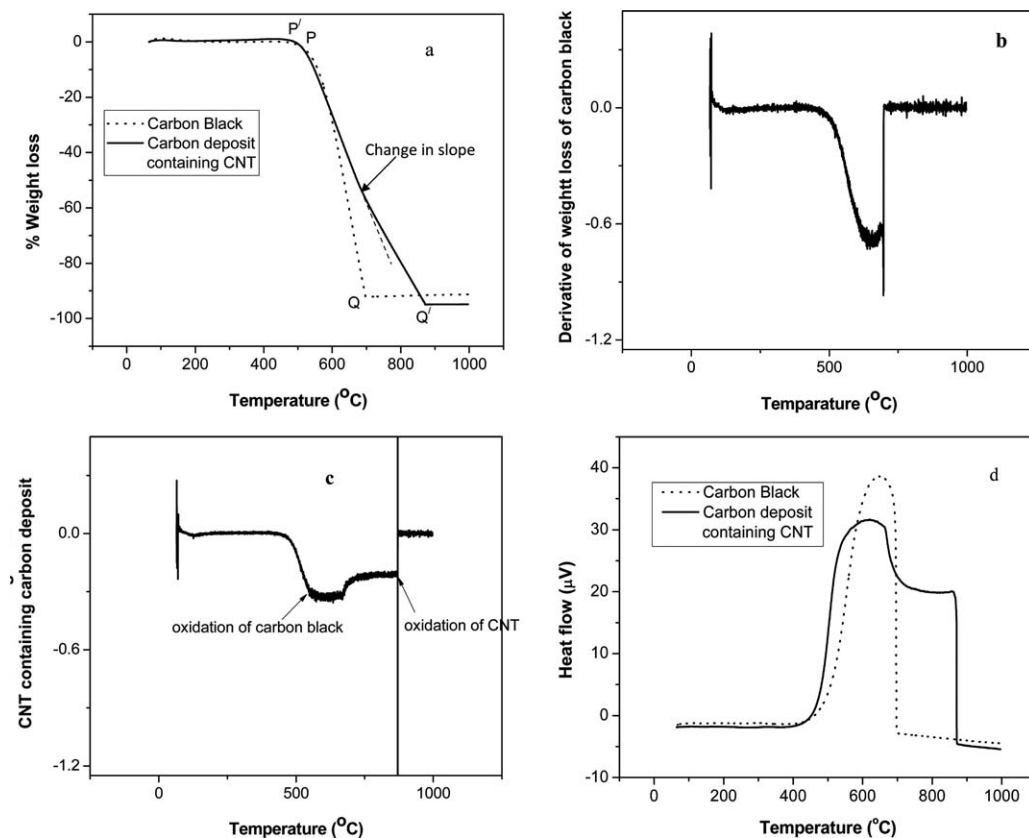 a
P/
P
0
-20
-40
-60
-80
-100
% Weight loss
Carbon Black
Carbon deposit
containing CNT
Change in slope
Q
Q/
0
200
400
600
800
1000
Temperature (OC)
b
0.0
-0.6
-1.2
Derivative of weightt loss of carbon black
0
500
1000
Temparature (OC)
c
0.0
-0.6
-1.2
CNT containing carbon deposit
oxidation of carbon black
oxidation of CNT
0
500
1000
Temperature (OC)
d
40
30
20
10
0
-10
Heat flow (μV)
Carbon Black
Carbon deposit
containing CNT
0
200
400
600
800
1000
Temperature (°C)